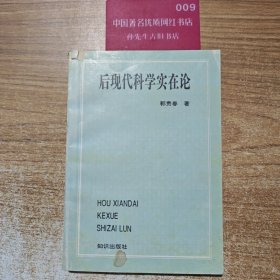 009
中国著名优质网红书店
孙先生古旧书店
后现代科学实在论
郭贵春 著
HOU XIANDAI
KEXUE
SHIZAI LUN
知识出版社